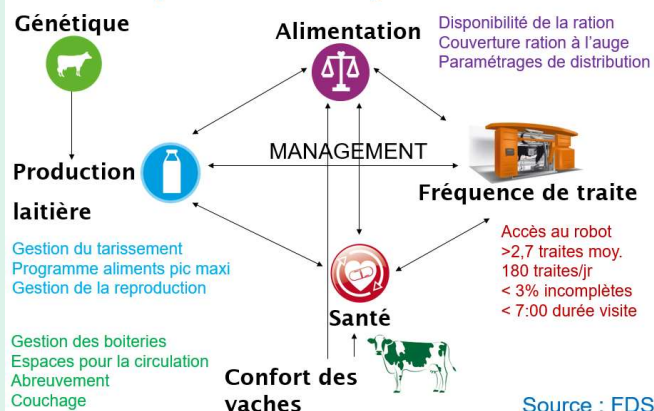 Génétique
Alimentation
Disponibilité de la ration
Couverture ration à l'auge
Paramétrages de distribution
MANAGEMENT
Production
laitière
Fréquence de traite
Gestion du tarissement
Programme aliments pic maxi
Gestion de la reproduction
Accès au robot
>2,7 traites moy.
180 traites/jr
< 3% incomplètes
< 7:00 durée visite
Santé
Gestion des boiteries
Espaces pour la circulation
Abreuvement
Couchage
Confort des
vaches
Source : FDS